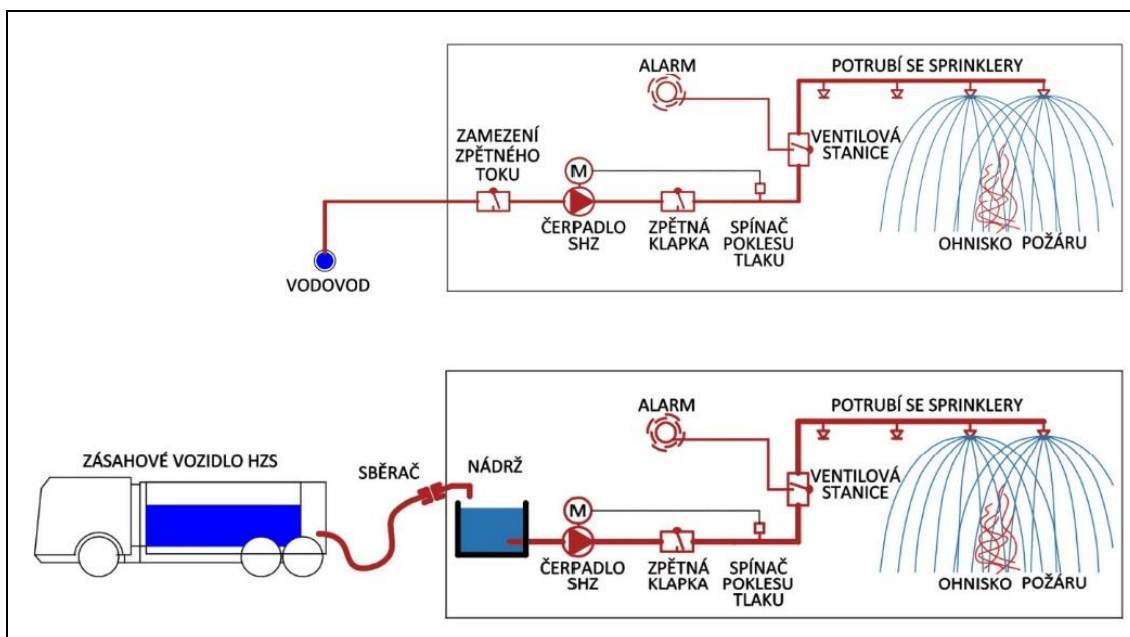 ALARM
POTRUBÍ SE SPRINKLERY
ZAMEZENÍ
ZPĚTNÉHO
TOKU
VENTILOVÁ
STANICE
M
ČERPADLO
SHZ
ZPĚTNÁ
KLAPKA
SPÍNAČ
POKLESU
TLAKU
OHNISKO POŽÁRU
VODOVOD
ALARM
POTRUBÍ SE SPRINKLERY
ZÁSAHOVÉ VOZIDLO HZS
SBĚRAČ
NÁDRŽ
VENTILOVÁ
STANICE
M
ČERPADLO
SHZ
ZPĚTNÁ
KLAPKA
SPÍNAČ
POKLESU
TLAKU
OHNISKO POŽÁRU